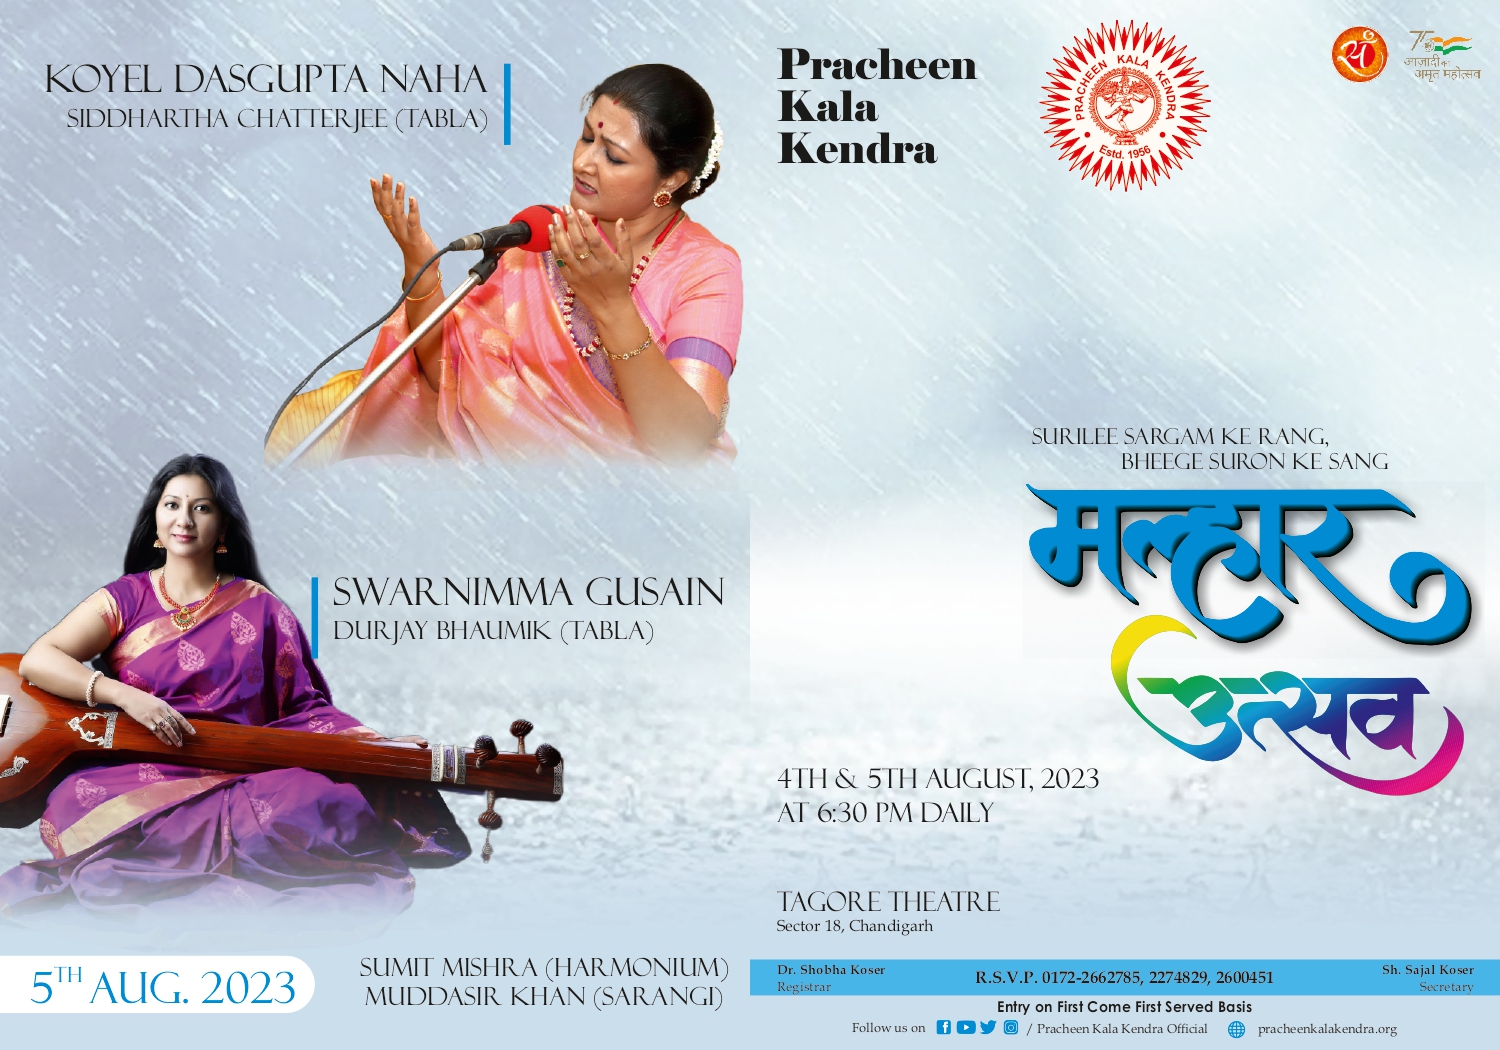 KOYEL DASGUPTA NAHA
SIDDHARTHA CHATTERJEE (TABLA)
SWARNIMMA GUSAIN
DURJAY BHAUMIK (TABLA)
5TH AUG. 2023
SUMIT MISHRA (HARMONIUM)
MUDDASIR KHAN (SARANGI)
Pracheen
Kala
Kendra
PRACHEEN KALA KENDRA
Estd. 1956
75
आज़ादी का
अमृत महोत्सव
SURILEE SARGAM KE RANG,
BHEEGE SURON KE SANG
मल्हार
उत्सव
4TH & 5TH AUGUST, 2023
AT 6:30 PM DAILY
TAGORE THEATRE
Sector 18, Chandigarh
Dr. Shobha Koser
Registrar
R.S.V.P. 0172-2662785, 2274829, 2600451
Sh. Sajal Koser
Secretary
Entry on First Come First Served Basis
Follow us on / Pracheen Kala Kendra Official pracheenkalakendra.org